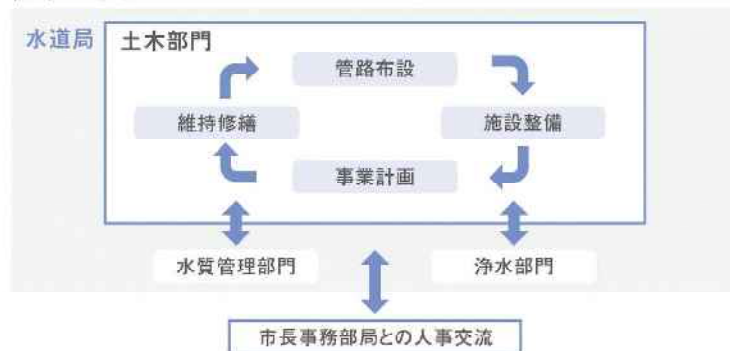 水道局
土木部門
管路布設
維持修繕
施設整備
事業計画
水質管理部門
浄水部門
市長事務部局との人事交流